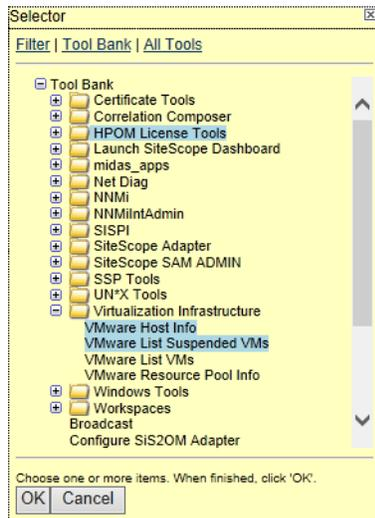 Selector
Filter | Tool Bank | All Tools
Tool Bank
Certificate Tools
Correlation Composer
HPOM License Tools
Launch SiteScope Dashboard
midas_apps
Net Diag
NNMi
NNMiIntAdmin
SISPI
SiteScope Adapter
SiteScope SAM ADMIN
SSP Tools
UN*X Tools
Virtualization Infrastructure
VMware Host Info
VMware List Suspended VMs
VMware List VMs
VMware Resource Pool Info
Windows Tools
Workspaces
Broadcast
Configure SiS2OM Adapter
Choose one or more items. When finished, click 'OK'.
OK Cancel